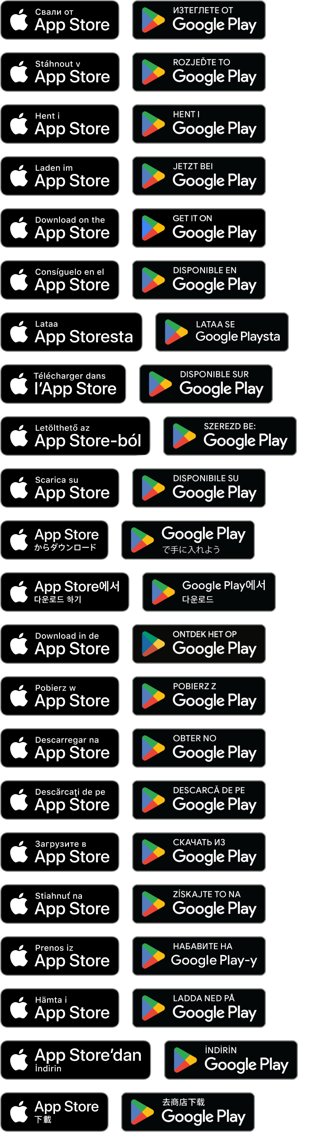 Свали от
App Store
ИЗТЕГЛЕТЕ ОТ
Google Play
Stáhnout v
App Store
ROZJEĎTE TO
Google Play
Hent i
App Store
HENT I
Google Play
Laden im
App Store
JETZT BEI
Google Play
Download on the
App Store
GET IT ON
Google Play
Consíguelo en el
App Store
DISPONIBLE EN
Google Play
Lataa
App Storesta
LATAA SE
Google Playsta
Télécharger dans
l'App Store
DISPONIBLE SUR
Google Play
Letölthető az
App Store-ból
SZEREZD BE:
Google Play
Scarica su
App Store
DISPONIBILE SU
Google Play
App Store
からダウンロード
Google Play
で手に入れよう
App Store에서
다운로드 하기
Google Play에서
다운로드
Download in de
App Store
ONTDEK HET OP
Google Play
Pobierz w
App Store
POBIERZ Z
Google Play
Descarregar na
App Store
OBTER NO
Google Play
Descărcaţi de pe
App Store
DESCARCĂ DE PE
Google Play
Загрузите в
App Store
СКАЧАТЬ ИЗ
Google Play
Stiahnuť na
App Store
ZÍSKAJTE TO NA
Google Play
Prenos iz
App Store
НАБАВИТЕ НА
Google Play-у
Hämta i
App Store
LADDA NED PÅ
Google Play
App Store'dan
İndirin
İNDİRİN
Google Play
App Store
下載
去商店下载
Google Play